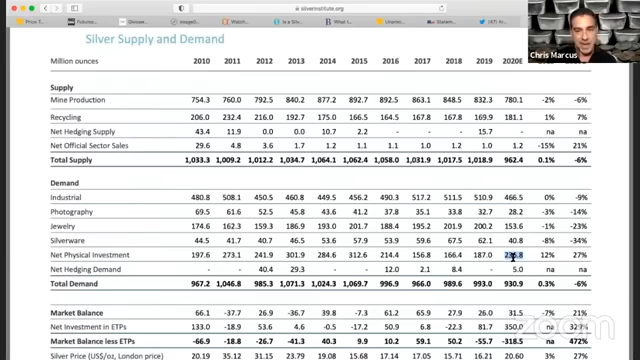 silverinstitute.org
Price T
Futures
Silver Supply and Demand
Chris Marcus
Million ounces 2010 2011 2012 2013 2014 2015 2016 2017 2018 2019 2020E
Supply
Mine Production 754.3 760.0 792.5 840.2 877.2 892.7 892.5 863.1 848.5 832.3 780.1 -2% -6%
Recycling 206.0 232.4 216.0 192.7 175.0 166.5 164.5 167.8 167.8 169.9 181.1 1% 7%
Net Hedging Supply 43.4 11.9 0.0 0.0 10.7 2.2 - - - 15.7 - na na
Net Official Sector Sales 29.6 4.8 3.6 1.7 1.2 1.1 1.1 1.0 1.2 1.0 1.2 -15% 21%
Total Supply 1,033.3 1,009.2 1,012.2 1,034.7 1,064.1 1,062.4 1,058.0 1,031.9 1,017.5 1,018.9 962.4 0.1% -6%
Demand
Industrial 480.8 508.1 450.5 460.8 449.5 456.2 490.3 517.2 511.5 510.9 466.5 0% -9%
Photography 69.5 61.6 52.5 45.8 43.6 41.2 37.8 35.1 33.8 32.7 28.2 -3% -14%
Jewelry 174.6 162.3 159.3 186.9 193.0 201.7 188.4 195.2 201.9 200.2 153.6 -1% -23%
Silverware 44.5 41.7 40.7 46.5 53.6 57.9 53.9 59.6 67.5 62.1 40.8 -8% -34%
Net Physical Investment 197.6 273.1 241.9 301.9 284.6 312.6 214.4 156.8 166.4 187.0 12% 27%
Net Hedging Demand - - 40.4 29.3 - - 12.0 2.1 8.4 - 5.0 na na
Total Demand 967.2 1,046.8 985.3 1,071.3 1,024.3 1,069.7 996.9 966.0 989.6 993.0 930.9 0.3% -6%
Market Balance 66.1 -37.7 26.9 -36.7 39.8 -7.3 61.2 65.9 27.9 25.9 31.5 -7% 21%
Net Investment in ETPs 133.0 -18.9 53.6 4.6 -0.5 -17.2 50.9 6.8 -22.3 81.7 350.0 na 329%
Market Balance less ETPs -66.9 -18.8 -26.7 -41.3 40.3 9.9 10.2 59.1 50.2 -55.7 -318.5 na 472%
Silver Price (US$/oz, London price) 20.19 35.12 31.15 23.79 19.08 15.68 17.14 17.05 15.71 16.21 20.60 3% 27%
LIVE
zoom